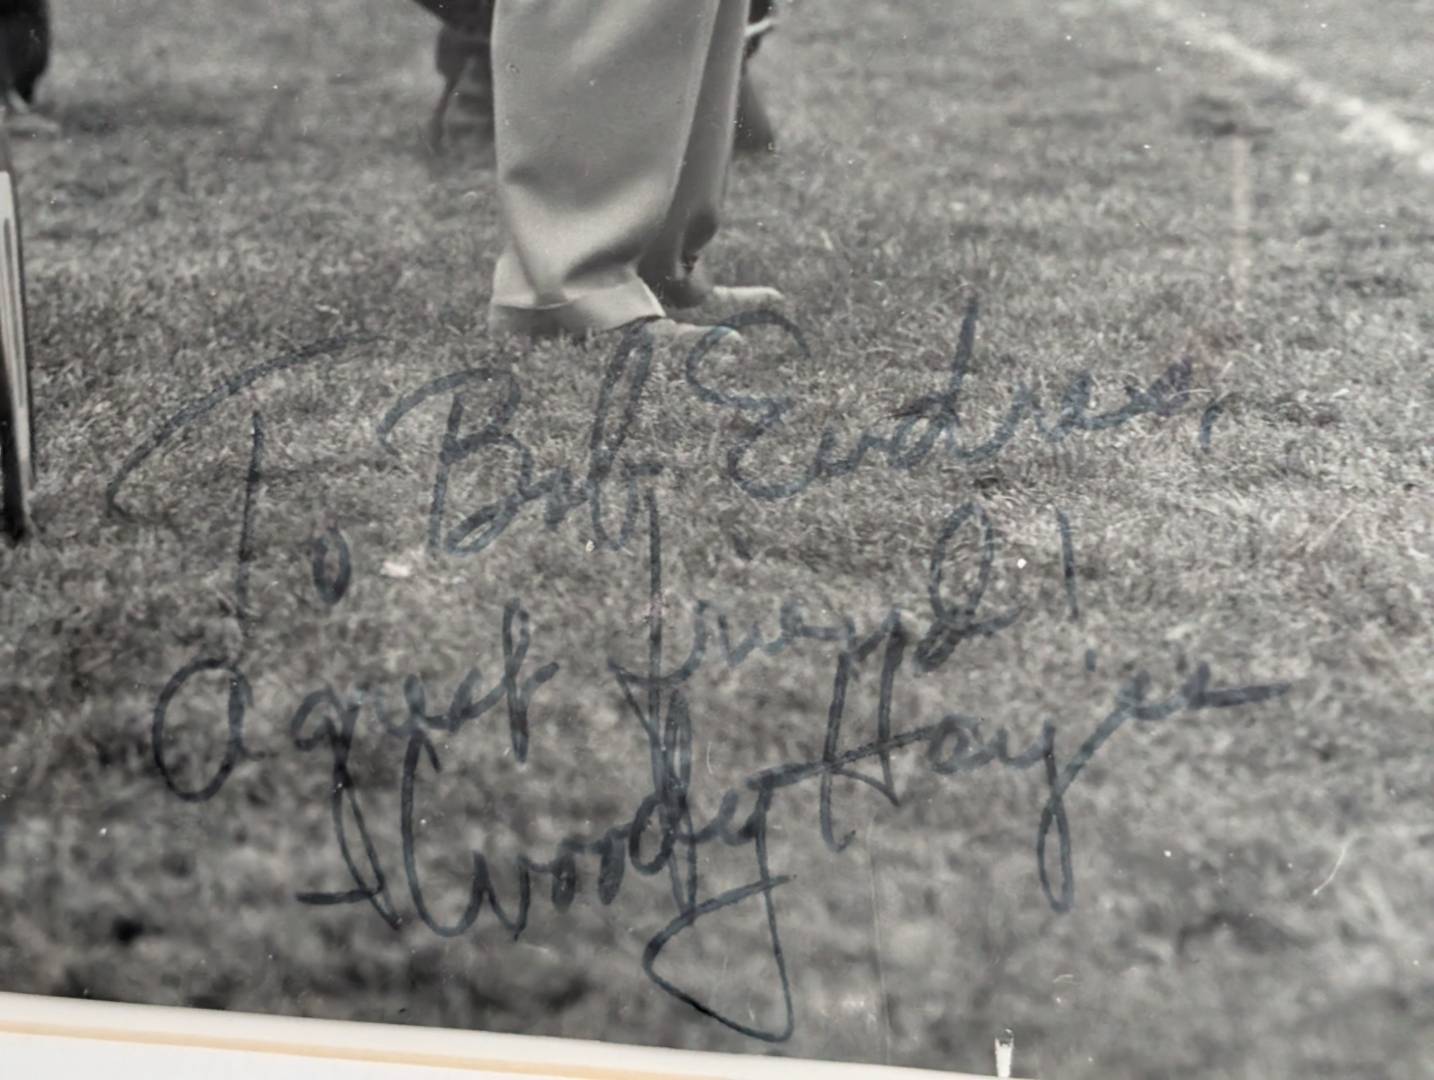 To Bob Endres,
A great friend!
Woody Hayes